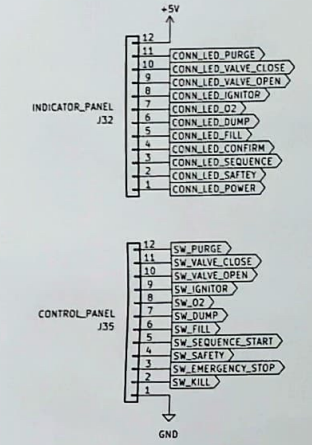 +5V
12
11 CONN_LED_PURGE
10 CONN_LED_VALVE_CLOSE
9 CONN_LED_VALVE_OPEN
8 CONN_LED_IGNITOR
7 CONN_LED_O2
6 CONN_LED_DUMP
5 CONN_LED_FILL
4 CONN_LED_CONFIRM
3 CONN_LED_SEQUENCE
2 CONN_LED_SAFTEY
1 CONN_LED_POWER
INDICATOR_PANEL
J32
12 SW_PURGE
11 SW_VALVE_CLOSE
10 SW_VALVE_OPEN
9 SW_IGNITOR
8 SW_O2
7 SW_DUMP
6 SW_FILL
5 SW_SEQUENCE_START
4 SW_SAFETY
3 SW_EMERGENCY_STOP
2 SW_KILL
1
CONTROL_PANEL
J35
GND